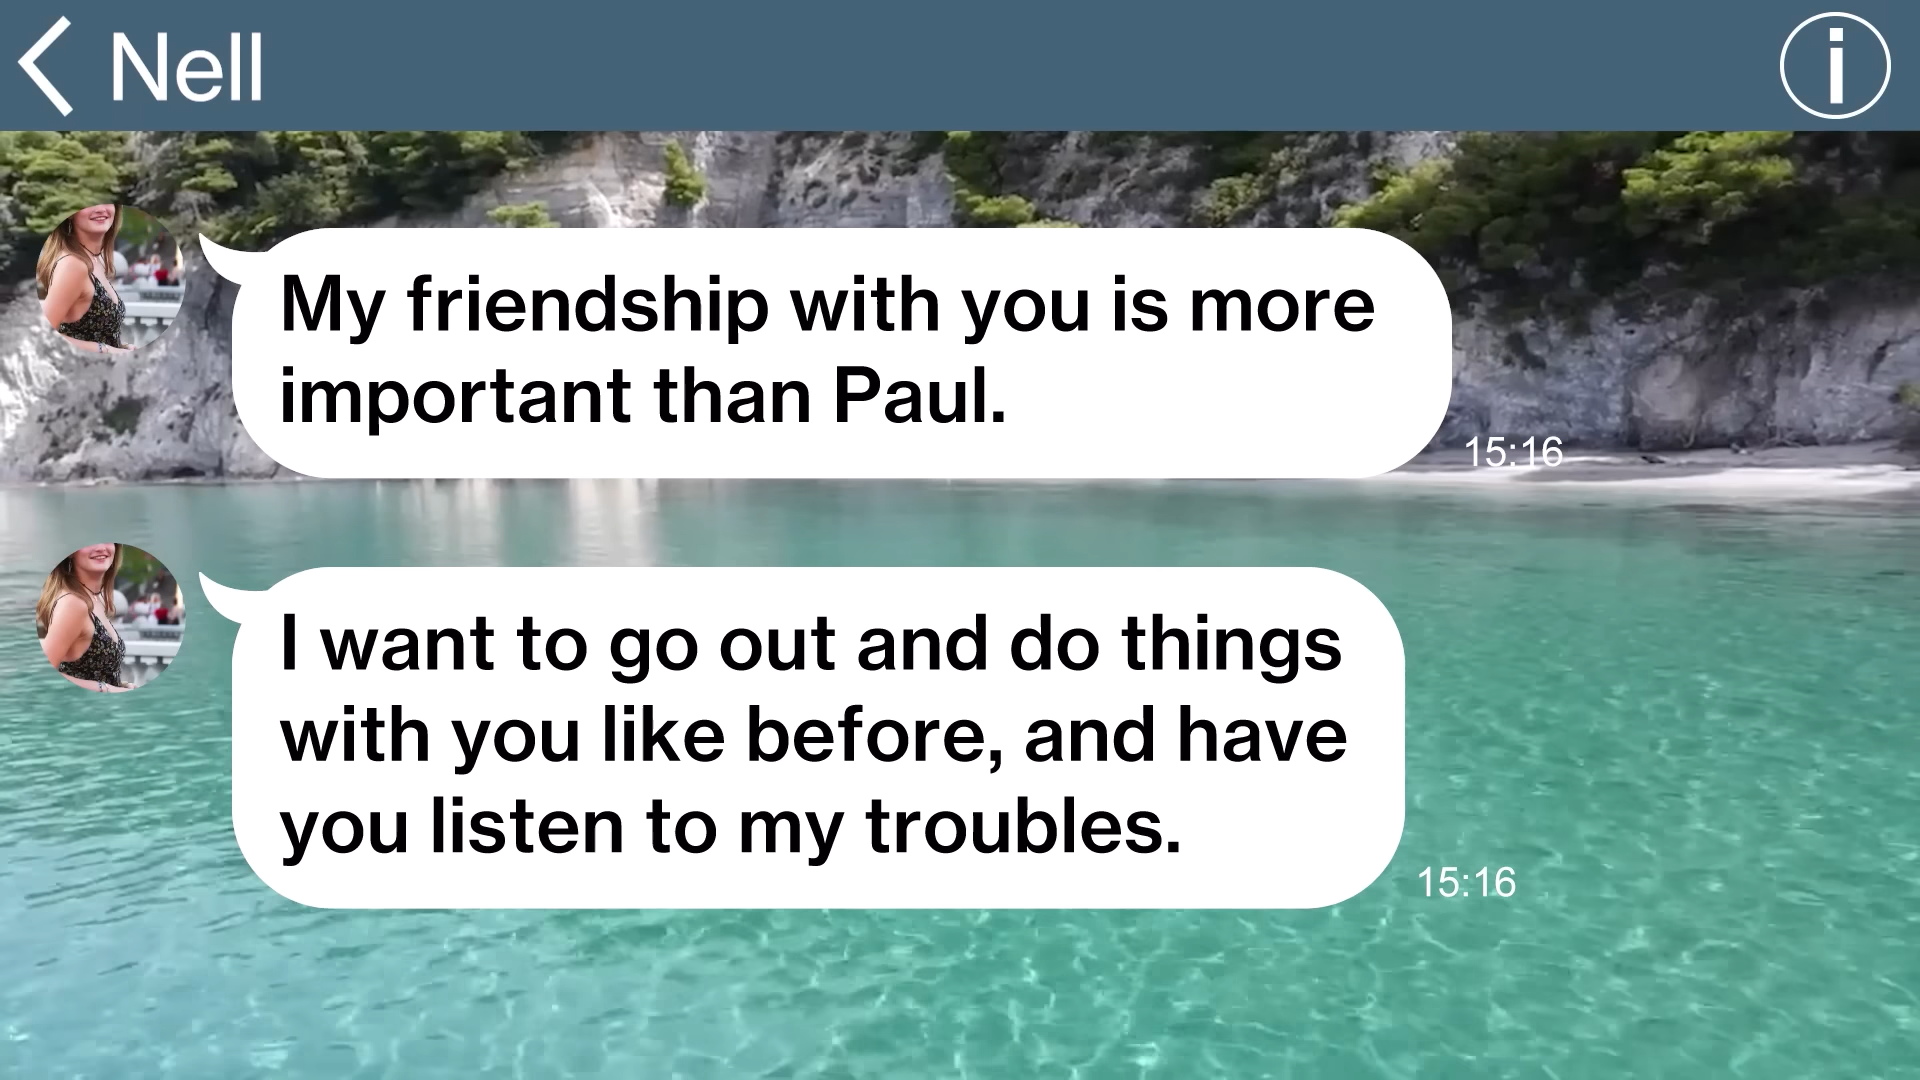 Nell
i
My friendship with you is more
important than Paul.
15:16
I want to go out and do things
with you like before, and have
you listen to my troubles.
15:16